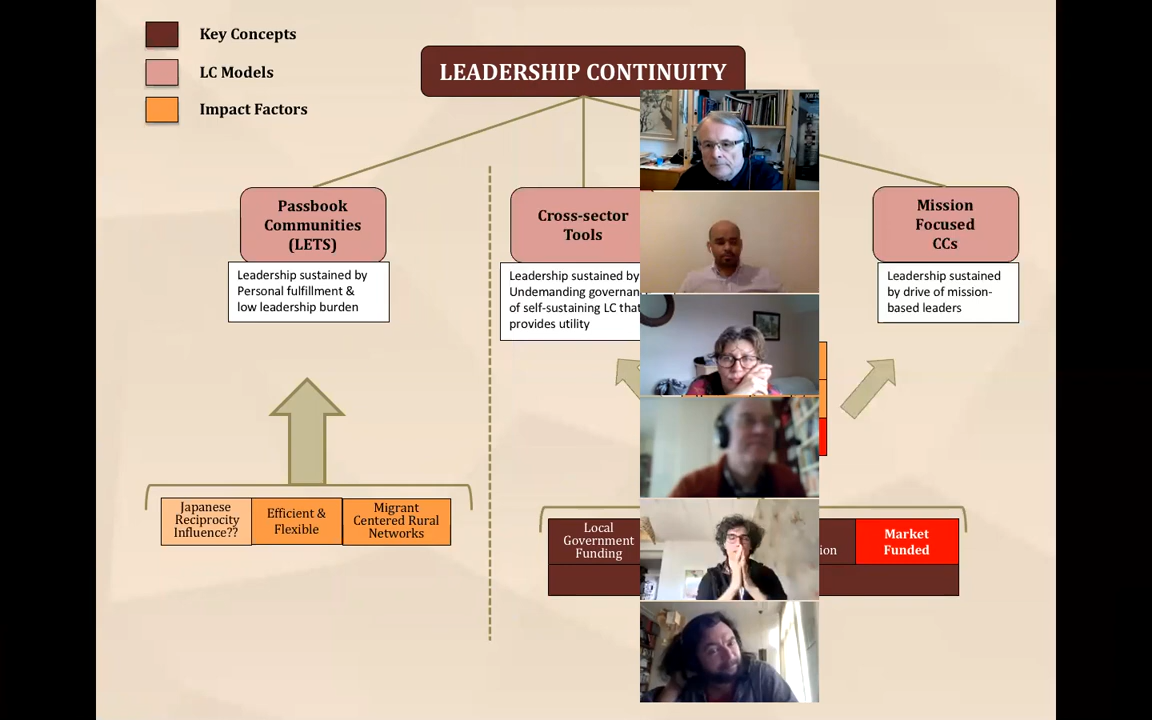 Key Concepts
LC Models
Impact Factors
LEADERSHIP CONTINUITY
Passbook
Communities
(LETS)
Leadership sustained by
Personal fulfillment &
low leadership burden
Cross-sector
Tools
Leadership sustained by
Undemanding
of self-sustaining LC that
provides utility
Mission
Focused
CCs
Leadership sustained
by drive of mission-
based leaders
Japanese
Reciprocity
Influence??
Efficient &
Flexible
Migrant
Centered Rural
Networks
Local
Government
Funding
Market
Funded